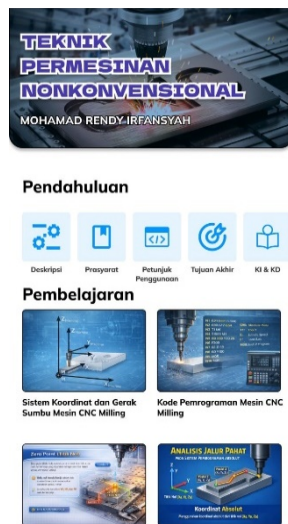 TEKNIK
PERMESINAN
NONKONVENSIONAL
MOHAMAD RENDY IRFANSYAH
Pendahuluan
Deskripsi
Prasyarat
Petunjuk
Penggunaan
Tujuan Akhir
KI & KD
Pembelajaran
Sistem Koordinat dan Gerak
Sumbu Mesin CNC Milling
Kode Pemrograman Mesin CNC
Milling
ANALISIS JALUR PAHAT
Koordinat Absolut